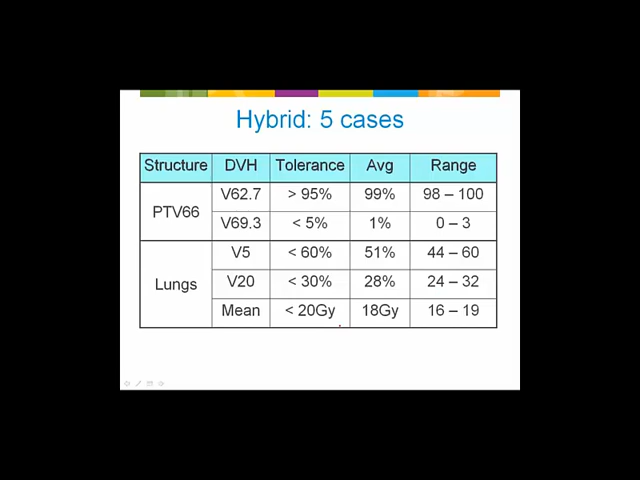 Hybrid: 5 cases
Structure DVH Tolerance Avg Range
PTV66 V62.7 > 95% 99% 98 – 100
V69.3 < 5% 1% 0 – 3
Lungs V5 < 60% 51% 44 – 60
V20 < 30% 28% 24 – 32
Mean < 20Gy 18Gy 16 – 19